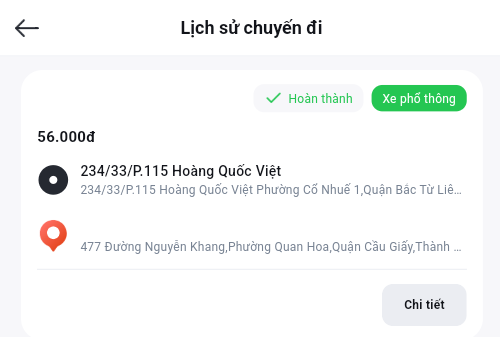 Lịch sử chuyến đi
Hoàn thành
Xe phổ thông
56.000đ
234/33/P.115 Hoàng Quốc Việt
234/33/P.115 Hoàng Quốc Việt Phường Cổ Nhuế 1,Quận Bắc Từ Liê...
477 Đường Nguyễn Khang,Phường Quan Hoa,Quận Cầu Giấy,Thành ...
Chi tiết